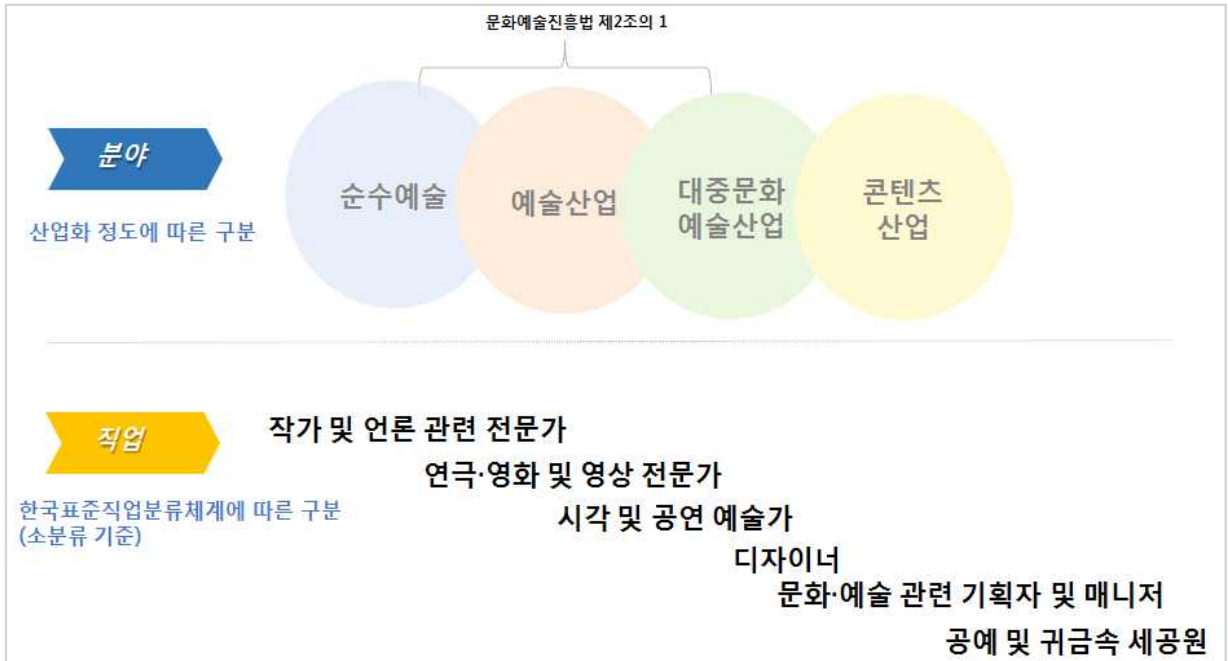 문화예술진흥법 제2조의 1
분야
산업화 정도에 따른 구분
순수예술
예술산업
대중문화
예술산업
콘텐츠
산업
직업
한국표준직업분류체계에 따른 구분
(소분류 기준)
작가 및 언론 관련 전문가
연극·영화 및 영상 전문가
시각 및 공연 예술가
디자이너
문화·예술 관련 기획자 및 매니저
공예 및 귀금속 세공원